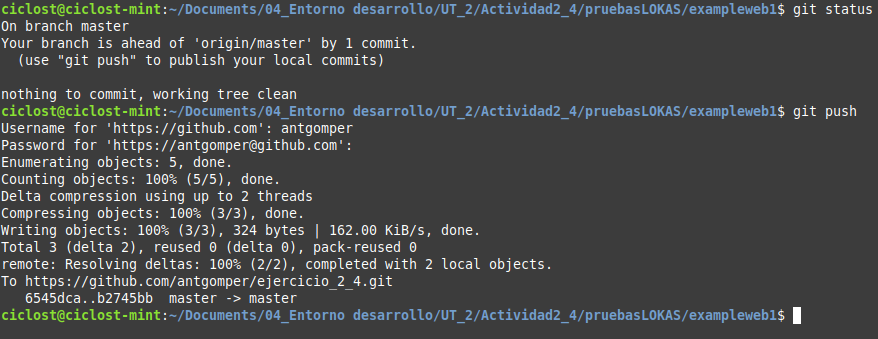 ciclost@ciclost-mint:~/Documents/04_Entorno desarrollo/UT_2/Actividad2_4/pruebasLOKAS/exampleweb1$ git status
On branch master
Your branch is ahead of 'origin/master' by 1 commit.
  (use "git push" to publish your local commits)

nothing to commit, working tree clean
ciclost@ciclost-mint:~/Documents/04_Entorno desarrollo/UT_2/Actividad2_4/pruebasLOKAS/exampleweb1$ git push
Username for 'https://github.com': antgomper
Password for 'https://antgomper@github.com':
Enumerating objects: 5, done.
Counting objects: 100% (5/5), done.
Delta compression using up to 2 threads
Compressing objects: 100% (3/3), done.
Writing objects: 100% (3/3), 324 bytes | 162.00 KiB/s, done.
Total 3 (delta 2), reused 0 (delta 0), pack-reused 0
remote: Resolving deltas: 100% (2/2), completed with 2 local objects.
To https://github.com/antgomper/ejercicio_2_4.git
   6545dca..b2745bb  master -> master
ciclost@ciclost-mint:~/Documents/04_Entorno desarrollo/UT_2/Actividad2_4/pruebasLOKAS/exampleweb1$